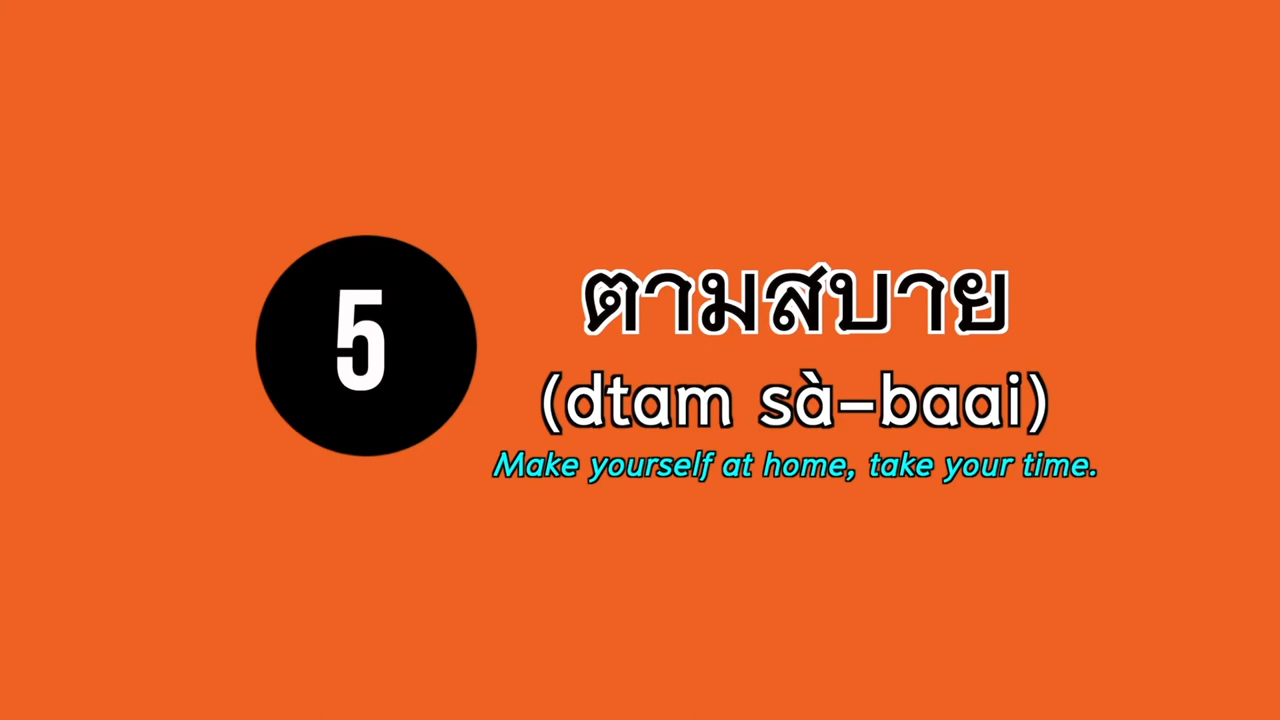 5
ตามสบาย
(dtam sà-baai)
Make yourself at home, take your time.